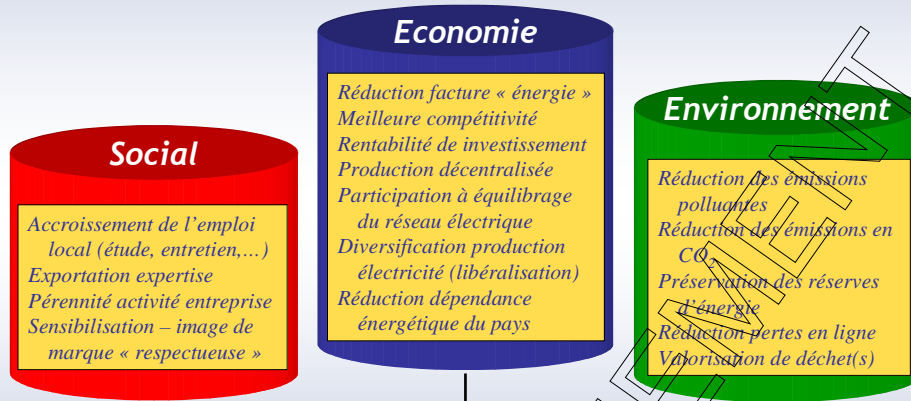 Economie
Réduction facture « énergie »
Meilleure compétitivité
Rentabilité de investissement
Production décentralisée
Participation à équilibrage
du réseau électrique
Diversification production
électricité (libéralisation)
Réduction dépendance
énergétique du pays
Social
Accroissement de l’emploi
local (étude, entretien,…)
Exportation expertise
Pérennité activité entreprise
Sensibilisation – image de
marque « respectueuse »
Environnement
Réduction des émissions
polluantes
Réduction des émissions en
CO₂
Préservation des réserves
d’énergie
Réduction pertes en ligne
Valorisation de déchet(s)